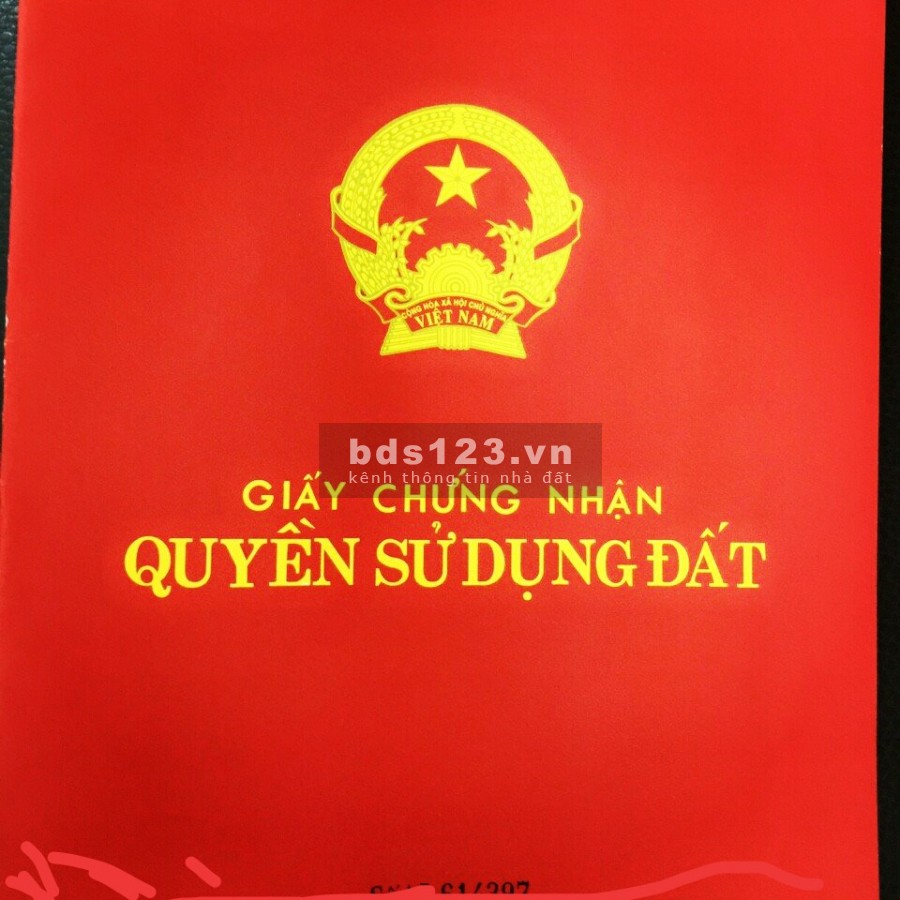 CỘNG HÒA XÃ HỘI CHỦ NGHĨA
VIỆT NAM
bds123.vn
kênh thông tin nhà đất
GIẤY CHỨNG NHẬN
QUYỀN SỬ DỤNG ĐẤT